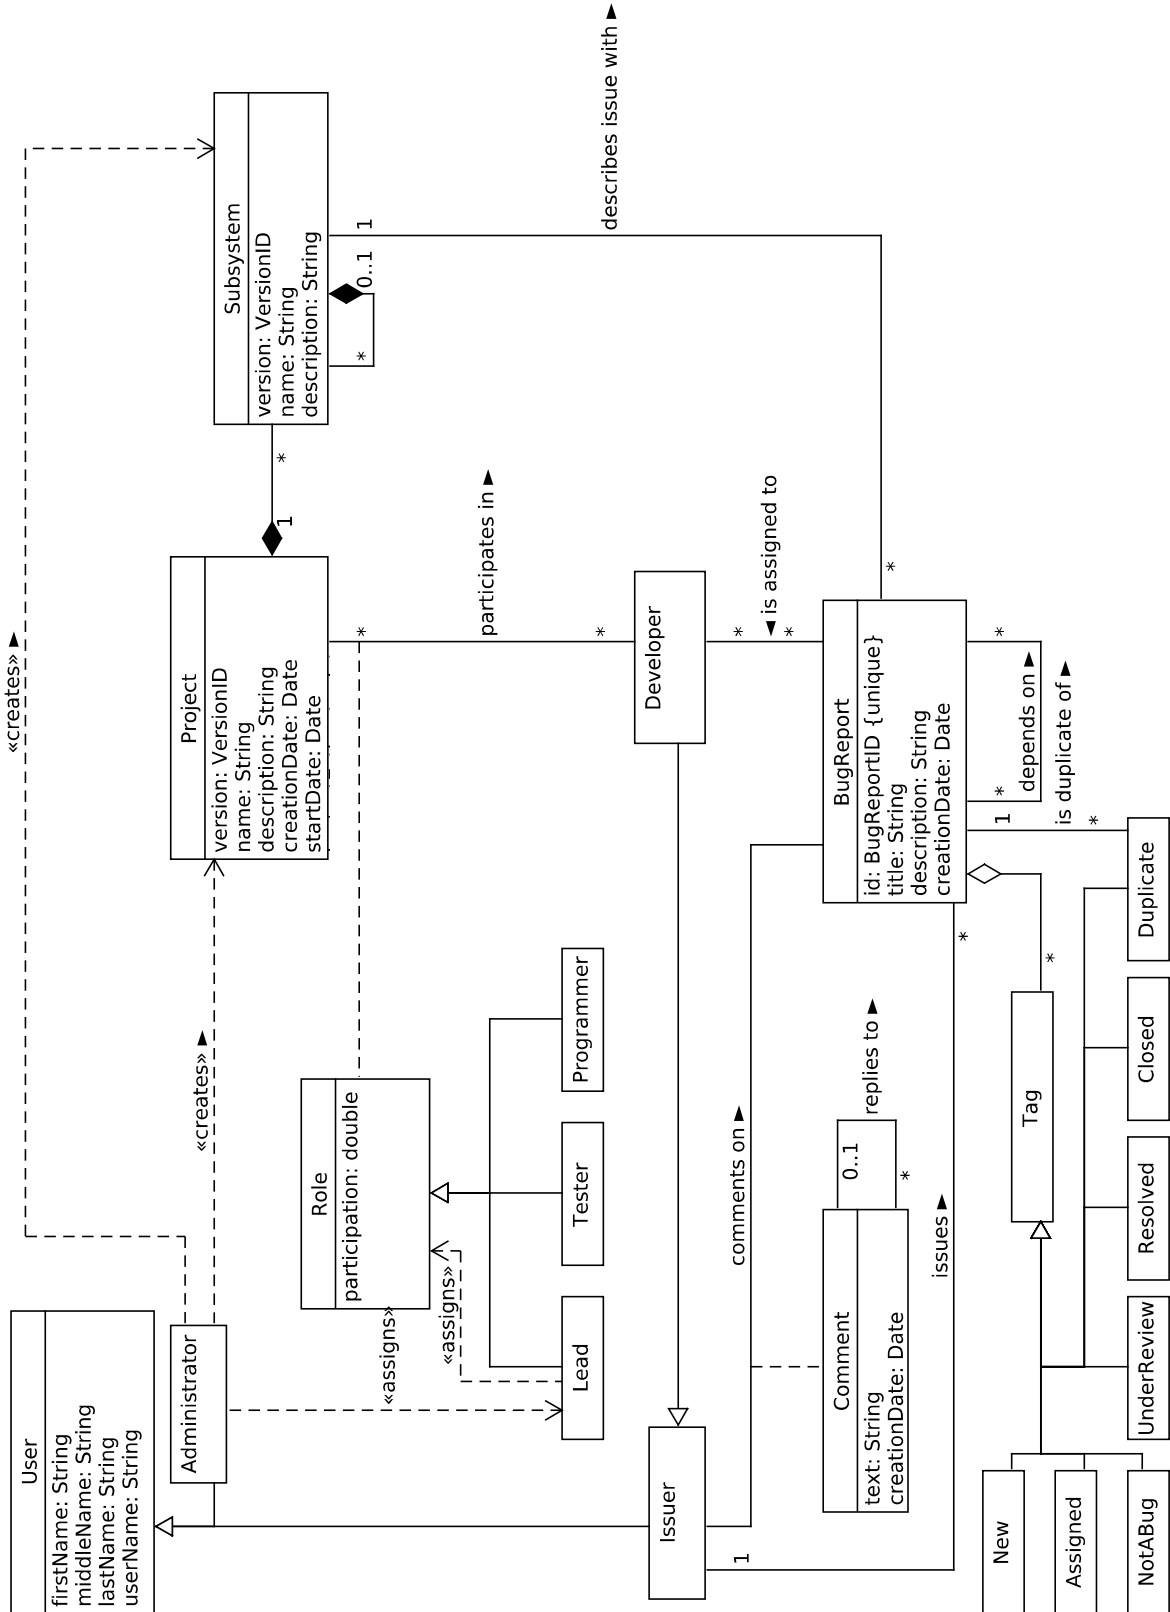 «creates» ►
User
firstName: String
middleName: String
lastName: String
userName: String
Administrator
«creates» ►
Project
version: VersionID
name: String
description: String
creationDate: Date
startDate: Date
1
*
Subsystem
version: VersionID
name: String
description: String
1
0..1
*
Role
participation: double
*
«assigns»
«assigns»
participates in ►
*
Lead
Tester
Programmer
describes issue with ►
Issuer
Developer
1
comments on ►
*
◄ is assigned to
*
Comment
text: String
creationDate: Date
0..1
*
replies to ►
BugReport
id: BugReportID {unique}
title: String
description: String
creationDate: Date
*
issues ►
*
*
*
1
depends on ►
is duplicate of ►
*
*
New
Assigned
NotABug
Tag
UnderReview
Resolved
Closed
Duplicate